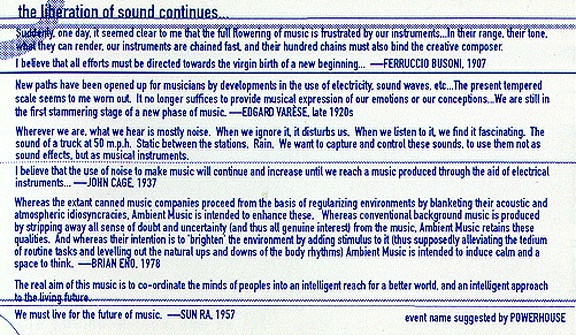 the liberation of sound continues...
Suddenly, one day, it seemed clear to me that the full flowering of music is frustrated by our instruments...In their range, their tone,
what they can render, our instruments are chained fast, and their hundred chains must also bind the creative composer.
I believe that all efforts must be directed towards the virgin birth of a new beginning... —FERRUCCIO BUSONI, 1907
New paths have been opened up for musicians by developments in the use of electricity, sound waves, etc...The present tempered
scale seems to me worn out. It no longer suffices to provide musical expression of our emotions or our conceptions...We are still in
the first stammering stage of a new phase of music. —EDGARD VARÈSE, late 1920s
Wherever we are, what we hear is mostly noise. When we ignore it, it disturbs us. When we listen to it, we find it fascinating. The
sound of a truck at 50 m.p.h. Static between the stations. Rain. We want to capture and control these sounds, to use them not as
sound effects, but as musical instruments.
I believe that the use of noise to make music will continue and increase until we reach a music produced through the aid of electrical
instruments... —JOHN CAGE, 1937
Whereas the extant canned music companies proceed from the basis of regularizing environments by blanketing their acoustic and
atmospheric idiosyncracies, Ambient Music is intended to enhance these. Whereas conventional background music is produced
by stripping away all sense of doubt and uncertainty (and thus all genuine interest) from the music, Ambient Music retains these
qualities. And whereas their intention is to 'brighten' the environment by adding stimulus to it (thus supposedly alleviating the tedium
of routine tasks and levelling out the natural ups and downs of the body rhythms) Ambient Music is intended to induce calm and a
space to think. —BRIAN ENO, 1978
The real aim of this music is to co-ordinate the minds of peoples into an intelligent reach for a better world, and an intelligent approach
to the living future.
We must live for the future of music. —SUN RA, 1957
event name suggested by POWERHOUSE